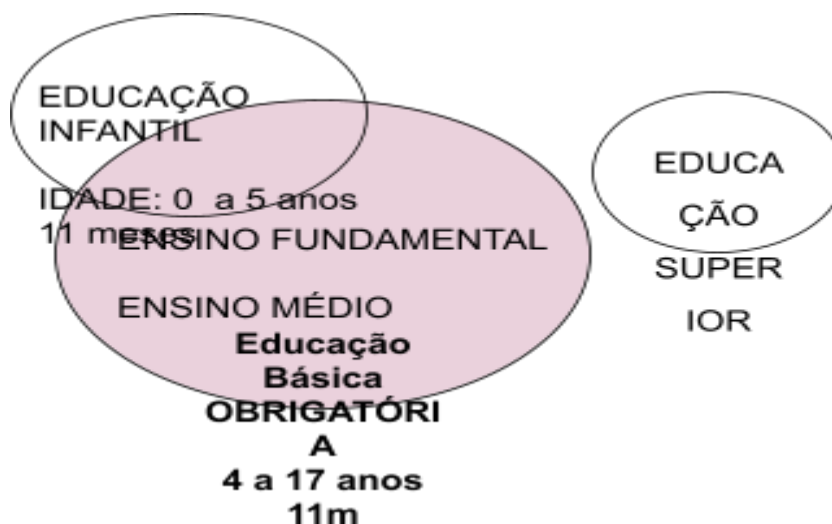 EDUCAÇÃO
INFANTIL
IDADE: 0 a 5 anos
11 meses
ENSINO FUNDAMENTAL
ENSINO MÉDIO
Educação
Básica
OBRIGATÓRI
A
4 a 17 anos
11m
EDUCA
ÇÃO
SUPER
IOR